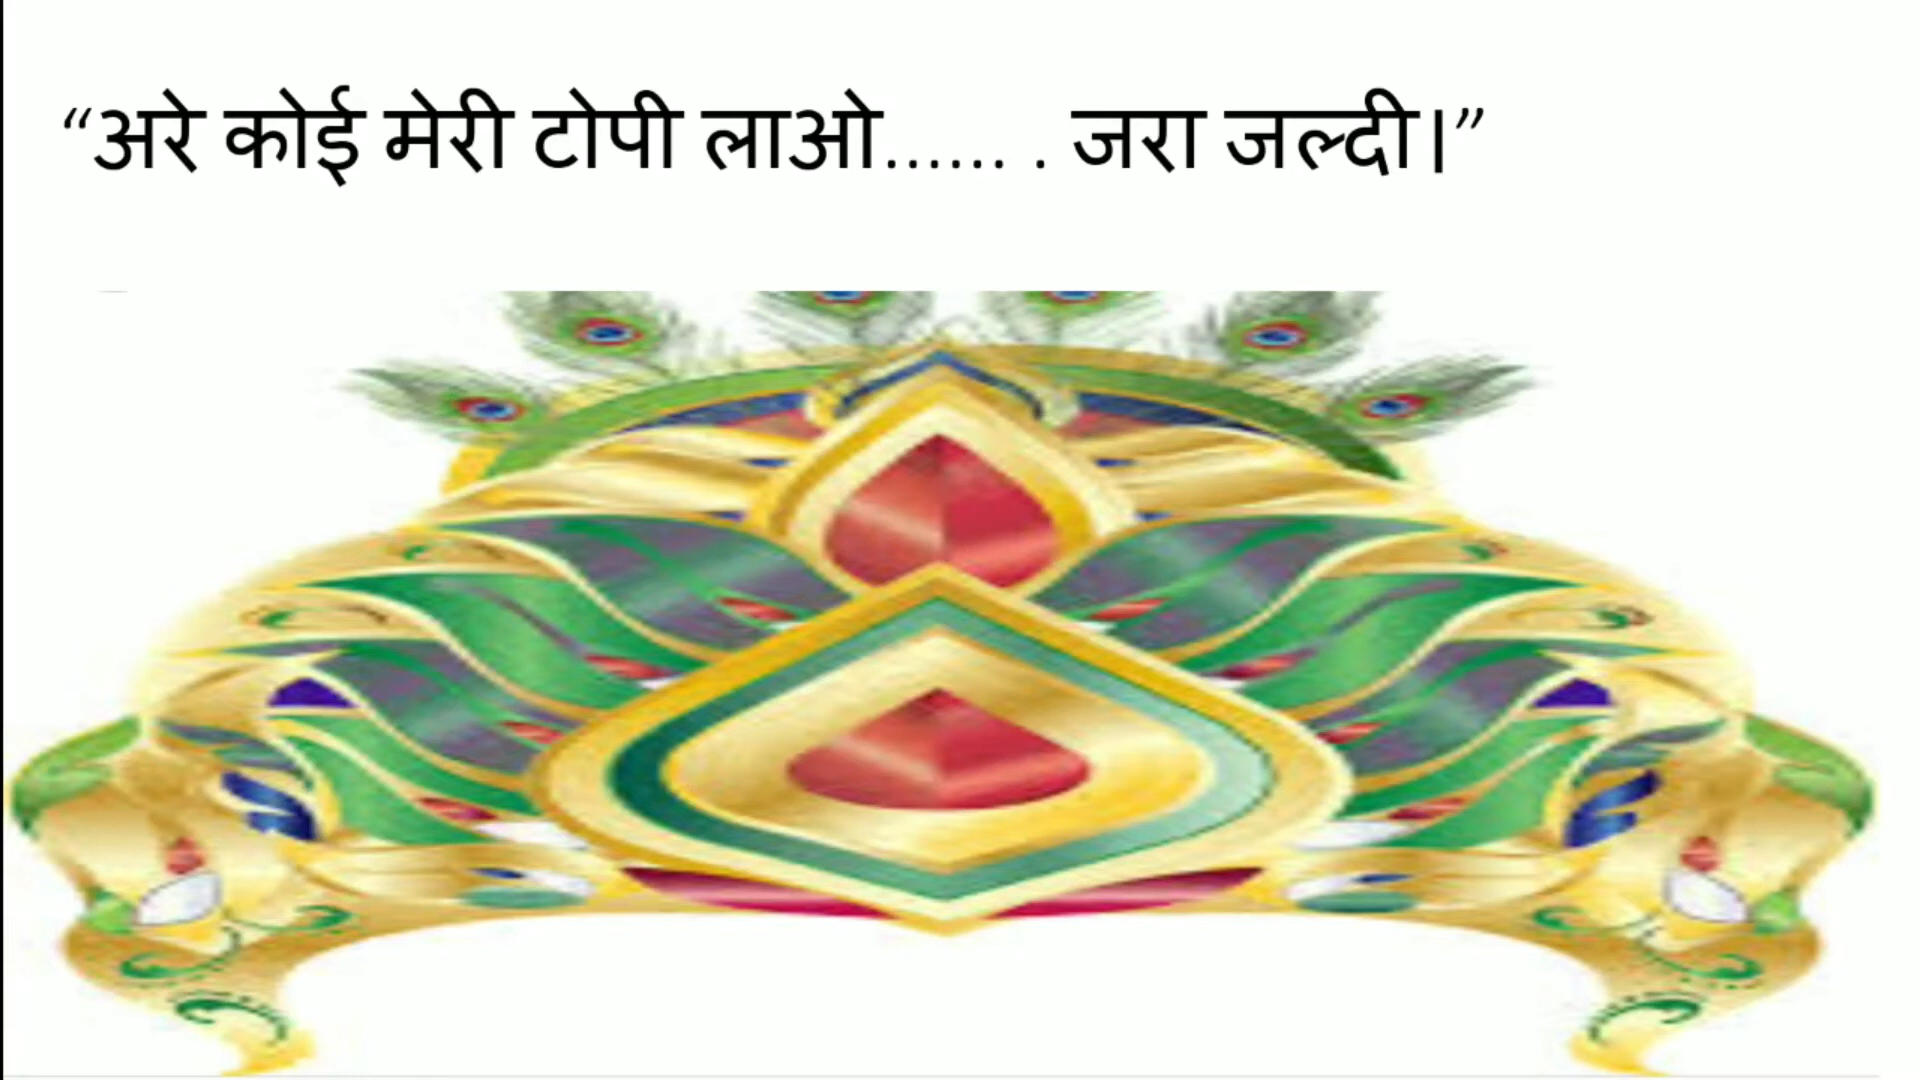 “अरे कोई मेरी टोपी लाओ...... . जरा जल्दी।”